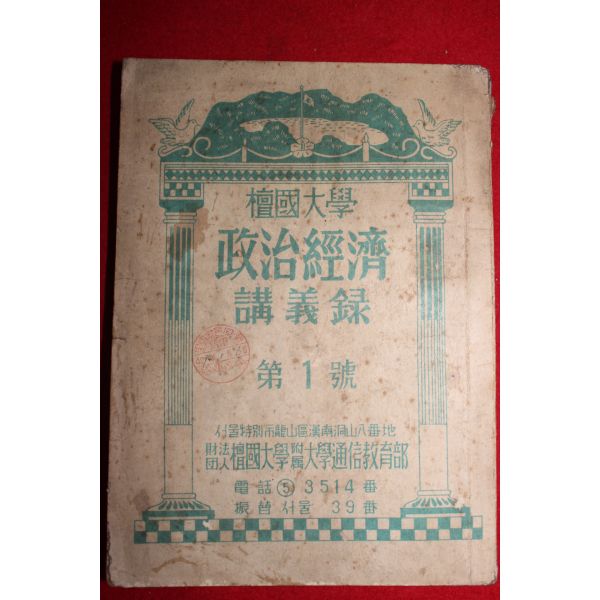 檀國大學
政治經濟
講義録
第1號
서울特別市龍山區漢南洞山八番地
財團法人檀國大學附属大學通信教育部
電話⑤3514番
振替서울 39番